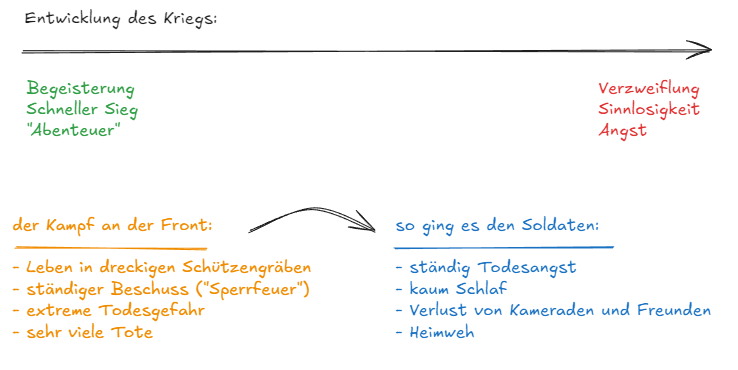 Entwicklung des Kriegs:
Begeisterung
Schneller Sieg
"Abenteuer"
Verzweiflung
Sinnlosigkeit
Angst
der Kampf an der Front:
- Leben in dreckigen Schützengräben
- ständiger Beschuss ("Sperrfeuer")
- extreme Todesgefahr
- sehr viele Tote
so ging es den Soldaten:
- ständig Todesangst
- kaum Schlaf
- Verlust von Kameraden und Freunden
- Heimweh